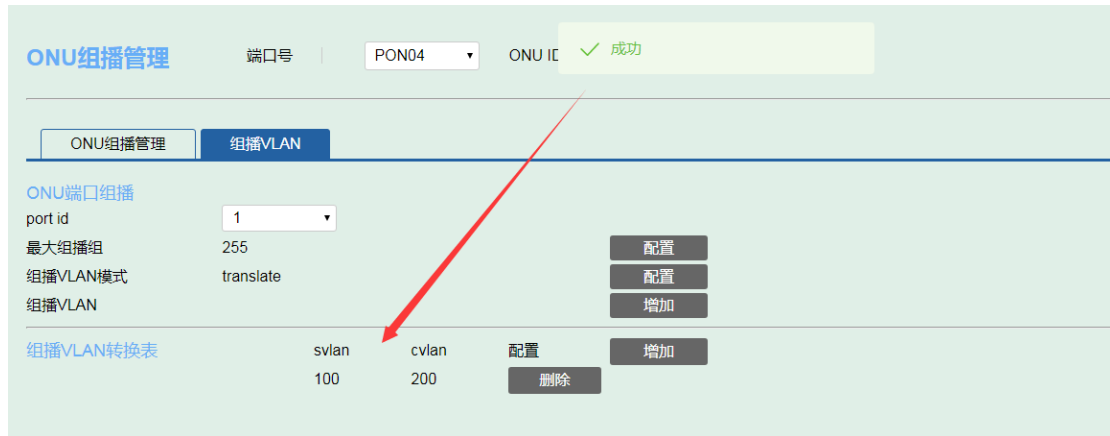 ONU组播管理 端口号 PON04 ONU ID 成功
ONU组播管理 组播VLAN
ONU端口组播
port id 1
最大组播组 255 配置
组播VLAN模式 translate 配置
组播VLAN 增加
组播VLAN转换表 svlan cvlan 配置 增加
100 200 删除